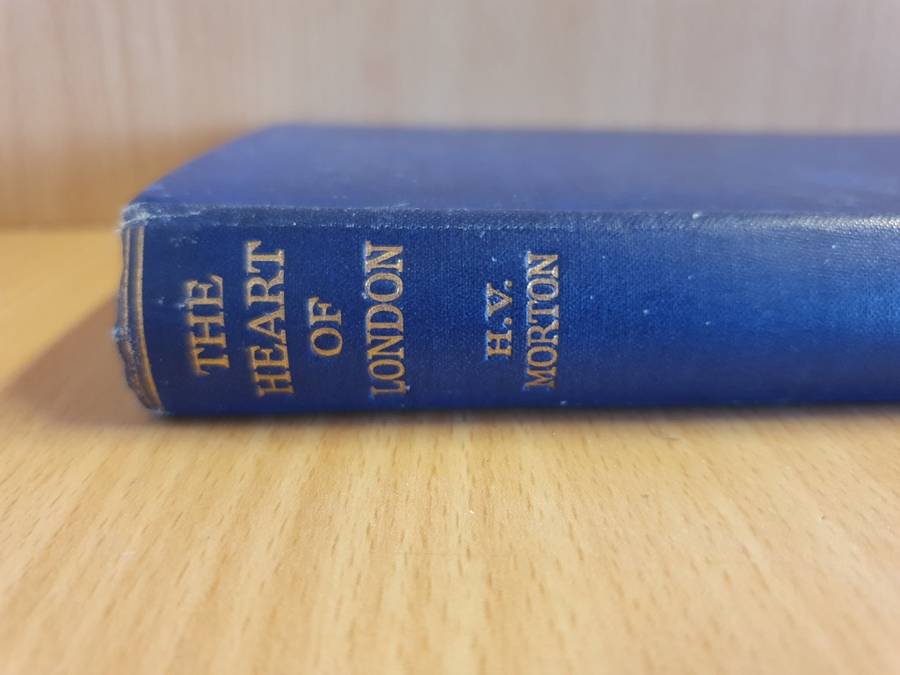 THE
HEART
OF
LONDON
H.V.
MORTON